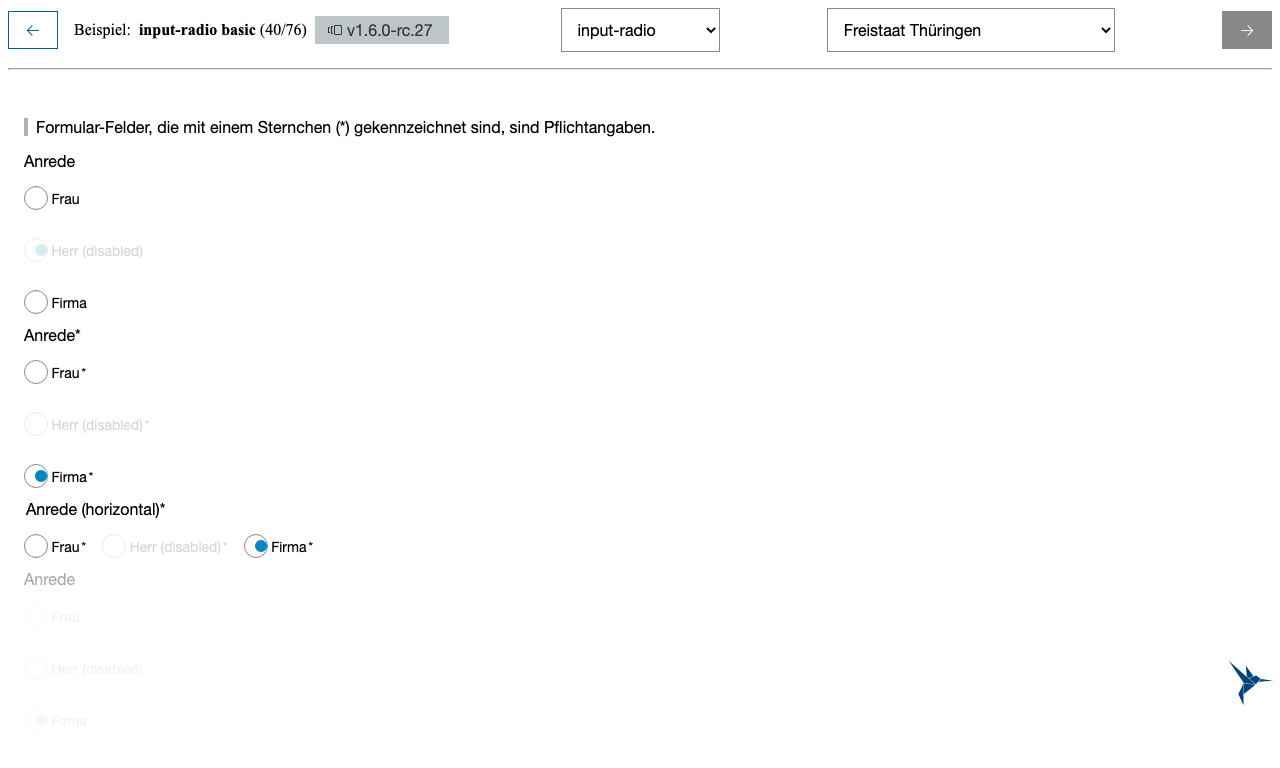 Beispiel: input-radio basic (40/76) v1.6.0-rc.27 input-radio Freistaat Thüringen
Formular-Felder, die mit einem Sternchen (*) gekennzeichnet sind, sind Pflichtangaben.
Anrede
Frau
Herr (disabled)
Firma
Anrede*
Frau*
Herr (disabled)*
Firma*
Anrede (horizontal)*
Frau* Herr (disabled)* Firma*
Anrede
Frau
Herr (disabled)
Firma